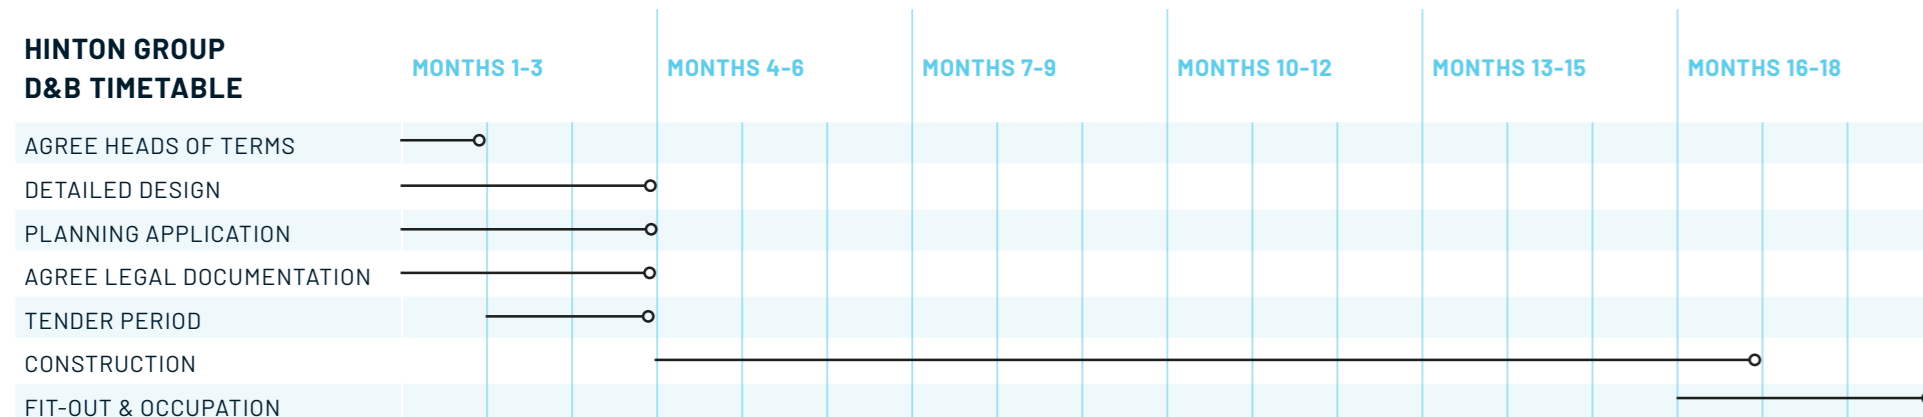 HINTON GROUP
D&B TIMETABLE
MONTHS 1-3
MONTHS 4-6
MONTHS 7-9
MONTHS 10-12
MONTHS 13-15
MONTHS 16-18
AGREE HEADS OF TERMS
DETAILED DESIGN
PLANNING APPLICATION
AGREE LEGAL DOCUMENTATION
TENDER PERIOD
CONSTRUCTION
FIT-OUT & OCCUPATION